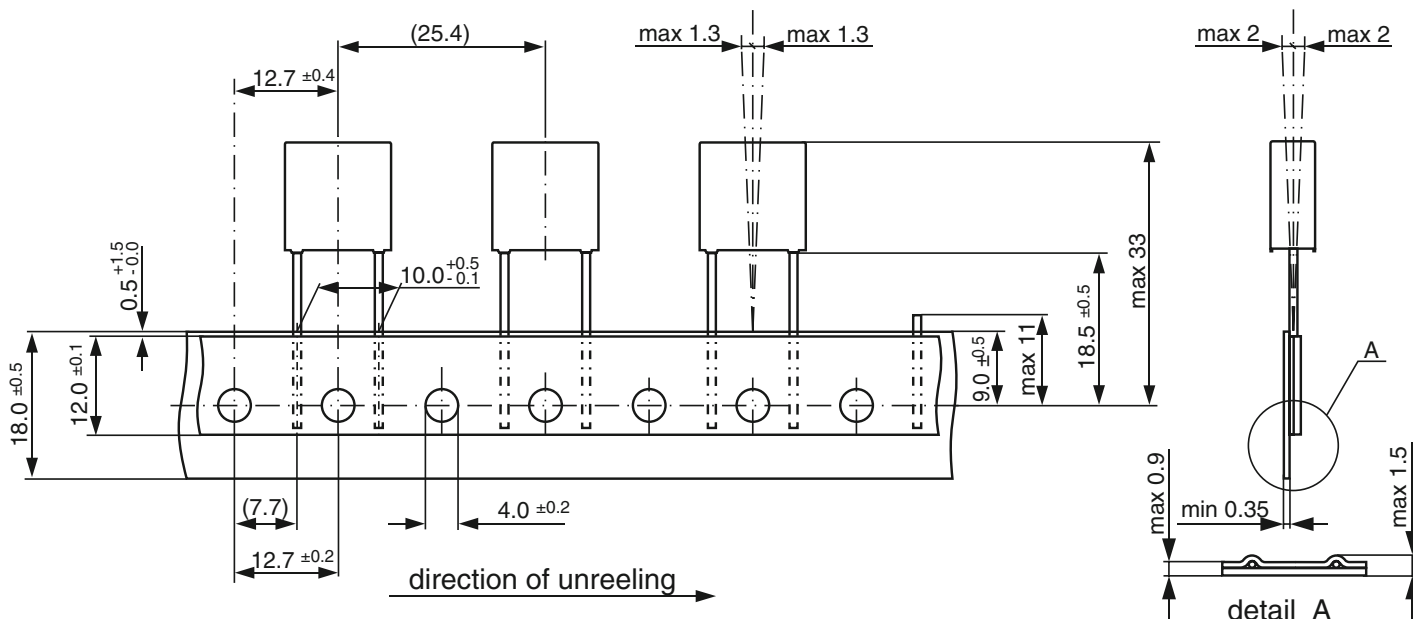 (25.4)
max 1.3
max 1.3
max 2
max 2
12.7 ±0.4
0.5 +1.5 -0.0
10.0 +0.5 -0.1
18.0 ±0.5
12.0 ±0.1
9.0 ±0.5
max 11
18.5 ±0.5
max 33
A
(7.7)
4.0 ±0.2
12.7 ±0.2
direction of unreeling
max 0.9
min 0.35
max 1.5
detail A